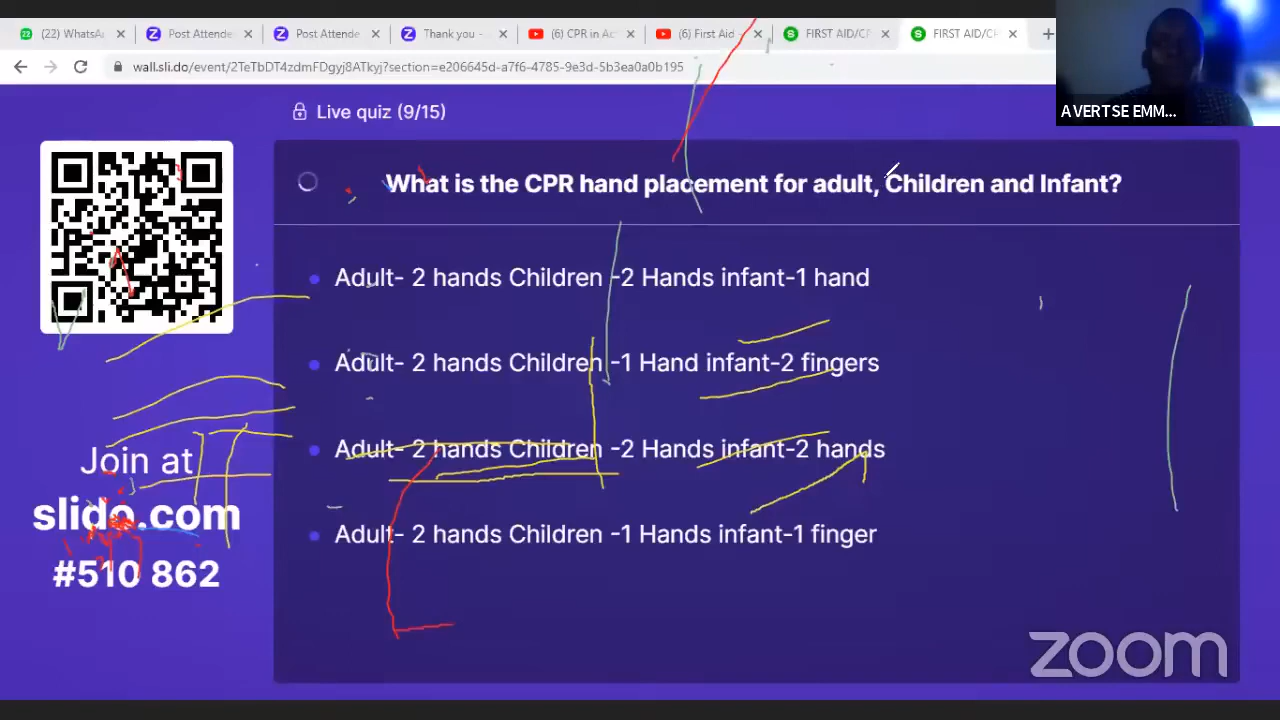 (22) WhatsA
Post Attende
Post Attende
Thank you -
(6) CPR in Ac
(6) First Aid -
FIRST AID/CA
FIRST AID/CP
wall.sli.do/event/2TeTbDT4zdmFDgyj8ATkyj?section=e206645d-a7f6-4785-9e3d-5b3ea0a0b195
AVERTSE EMM...
Live quiz (9/15)
What is the CPR hand placement for adult, Children and Infant?
Adult- 2 hands Children -2 Hands infant-1 hand
Adult- 2 hands Children -1 Hand infant-2 fingers
Adult- 2 hands Children -2 Hands infant-2 hands
Adult- 2 hands Children -1 Hands infant-1 finger
Join at
slido.com
#510 862
zoom